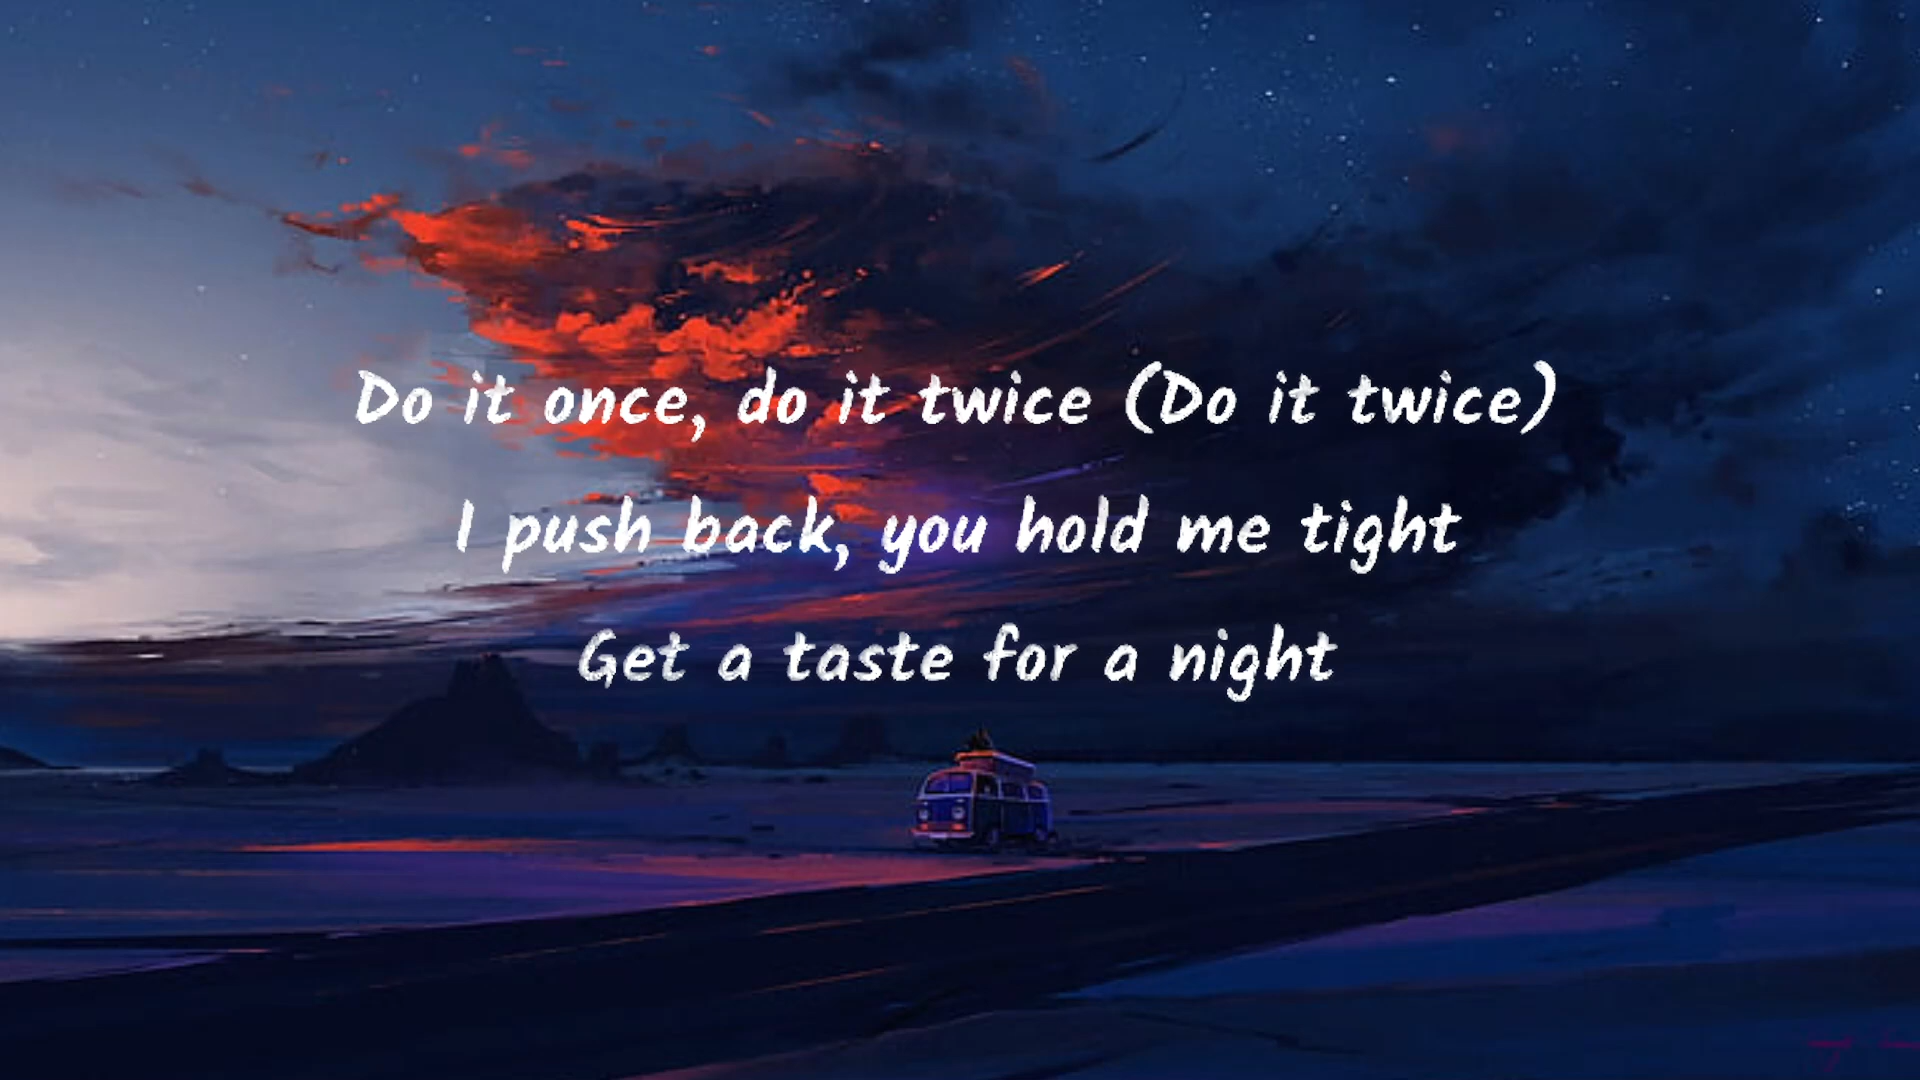 Do it once, do it twice (Do it twice)
I push back, you hold me tight
Get a taste for a night